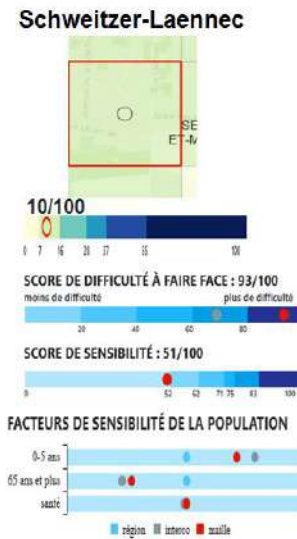 Schweitzer-Laennec
SE
ET-M
10/100
0 7 16 28 37 55 100
SCORE DE DIFFICULTÉ À FAIRE FACE : 93/100
moins de difficulté plus de difficulté
20 40 60 80
SCORE DE SENSIBILITÉ : 51/100
0 52 62 71 75 83 100
FACTEURS DE SENSIBILITÉ DE LA POPULATION
0-5 ans
65 ans et plus
santé
région interco maille